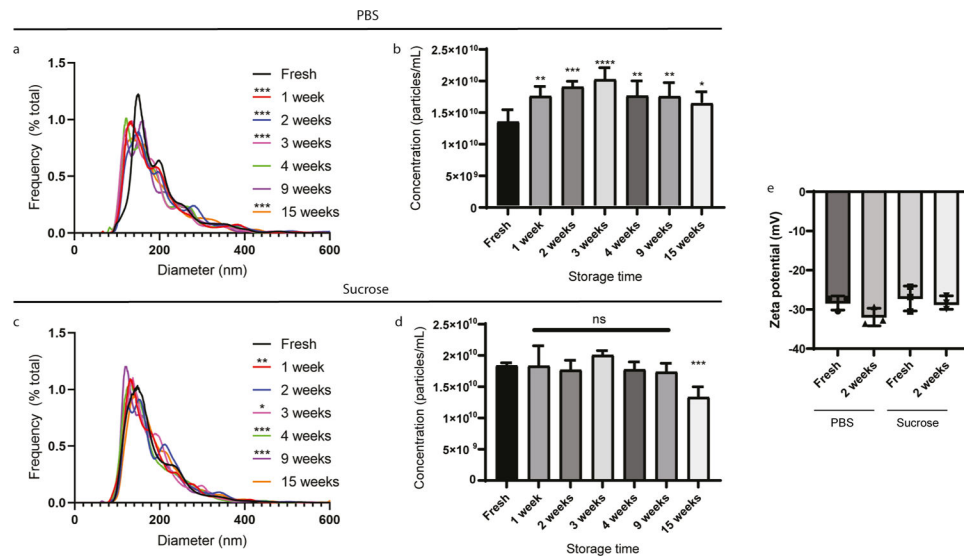 PBS
a
Frequency (% total)
1.5
1.0
0.5
0.0
0
200
400
600
Diameter (nm)
Fresh
*** 1 week
*** 2 weeks
*** 3 weeks
4 weeks
9 weeks
*** 15 weeks
b
Concentration (particles/mL)
2.5×10¹⁰
2.0×10¹⁰
1.5×10¹⁰
1.0×10¹⁰
5×10⁹
0
**
***
****
**
**
*
Fresh
1 week
2 weeks
3 weeks
4 weeks
9 weeks
15 weeks
Storage time
Sucrose
c
Frequency (% total)
1.5
1.0
0.5
0.0
0
200
400
600
Diameter (nm)
Fresh
** 1 week
2 weeks
* 3 weeks
*** 4 weeks
*** 9 weeks
15 weeks
d
Concentration (particles/mL)
2.5×10¹⁰
2.0×10¹⁰
1.5×10¹⁰
1.0×10¹⁰
5×10⁹
0
ns
***
Fresh
1 week
2 weeks
3 weeks
4 weeks
9 weeks
15 weeks
Storage time
e
Zeta potential (mV)
0
-10
-20
-30
-40
Fresh
2 weeks
Fresh
2 weeks
PBS
Sucrose